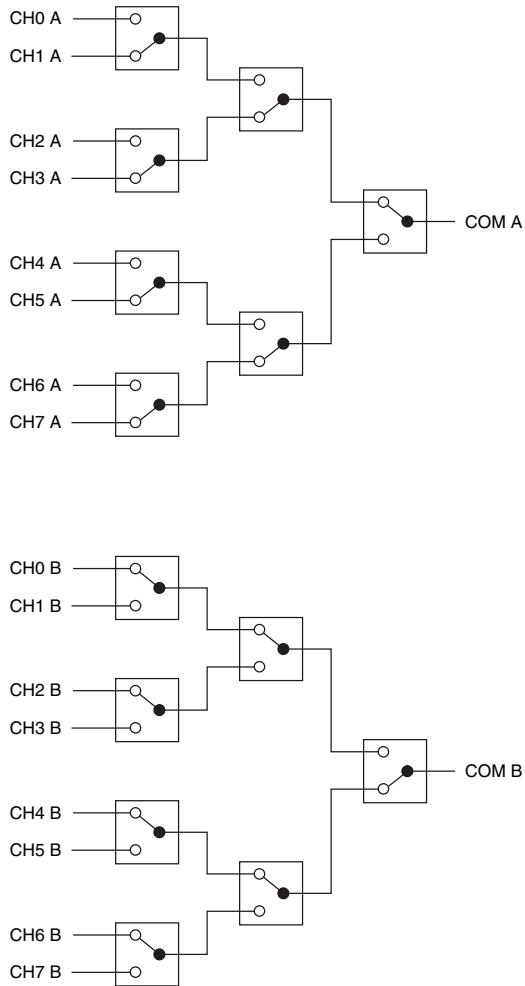 CH0 A
CH1 A
CH2 A
CH3 A
COM A
CH4 A
CH5 A
CH6 A
CH7 A
CH0 B
CH1 B
CH2 B
CH3 B
COM B
CH4 B
CH5 B
CH6 B
CH7 B